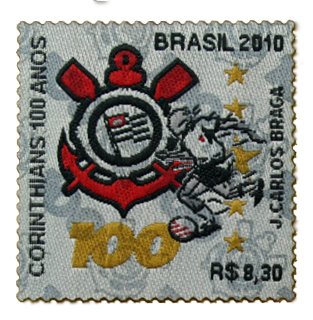 BRASIL 2010
CORINTHIANS 100 ANOS
J. CARLOS BRAGA
100
R$ 8,30